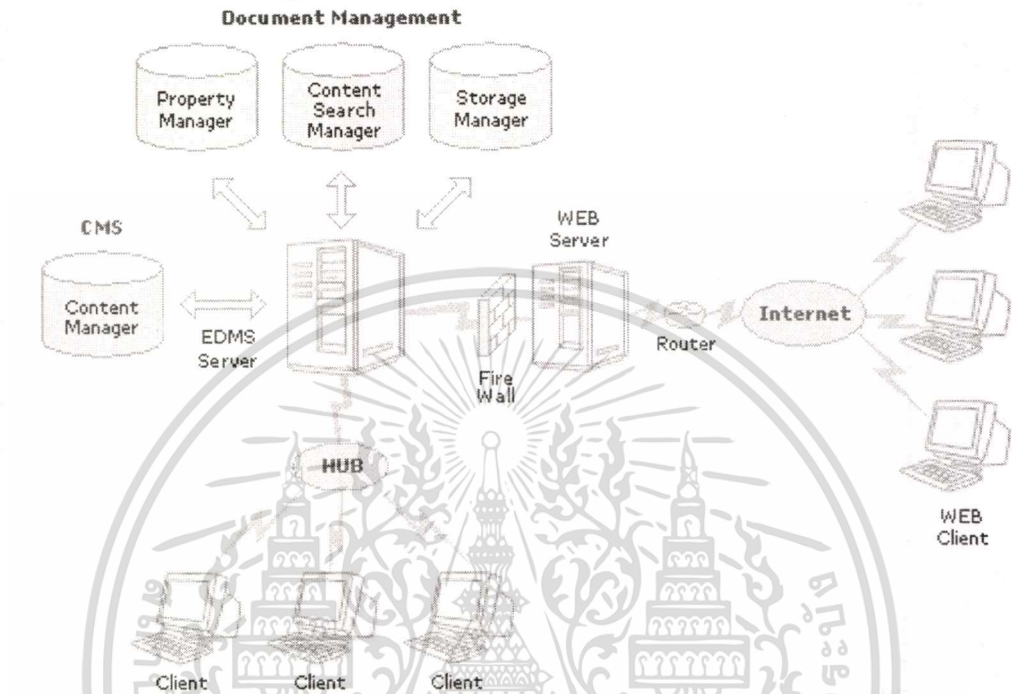 Document Management
Property
Manager
Content
Search
Manager
Storage
Manager
CMS
Content
Manager
EDMS
Server
WEB
Server
Fire
Wall
Router
Internet
HUB
WEB
Client
Client
Client
Client